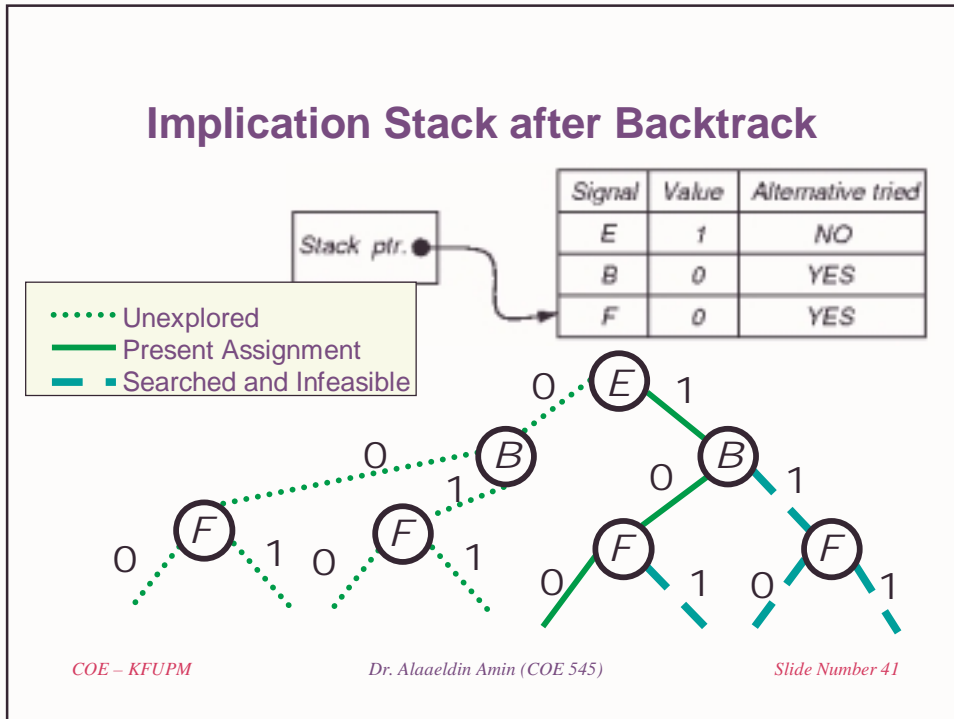 Implication Stack after Backtrack
Signal Value Alternative tried
E 1 NO
B 0 YES
F 0 YES
Stack ptr.
Unexplored
Present Assignment
Searched and Infeasible
E
0 1
B B
0 1 0 1
F F F F
0 1 0 1 0 1 0 1
COE – KFUPM Dr. Alaaeldin Amin (COE 545) Slide Number 41